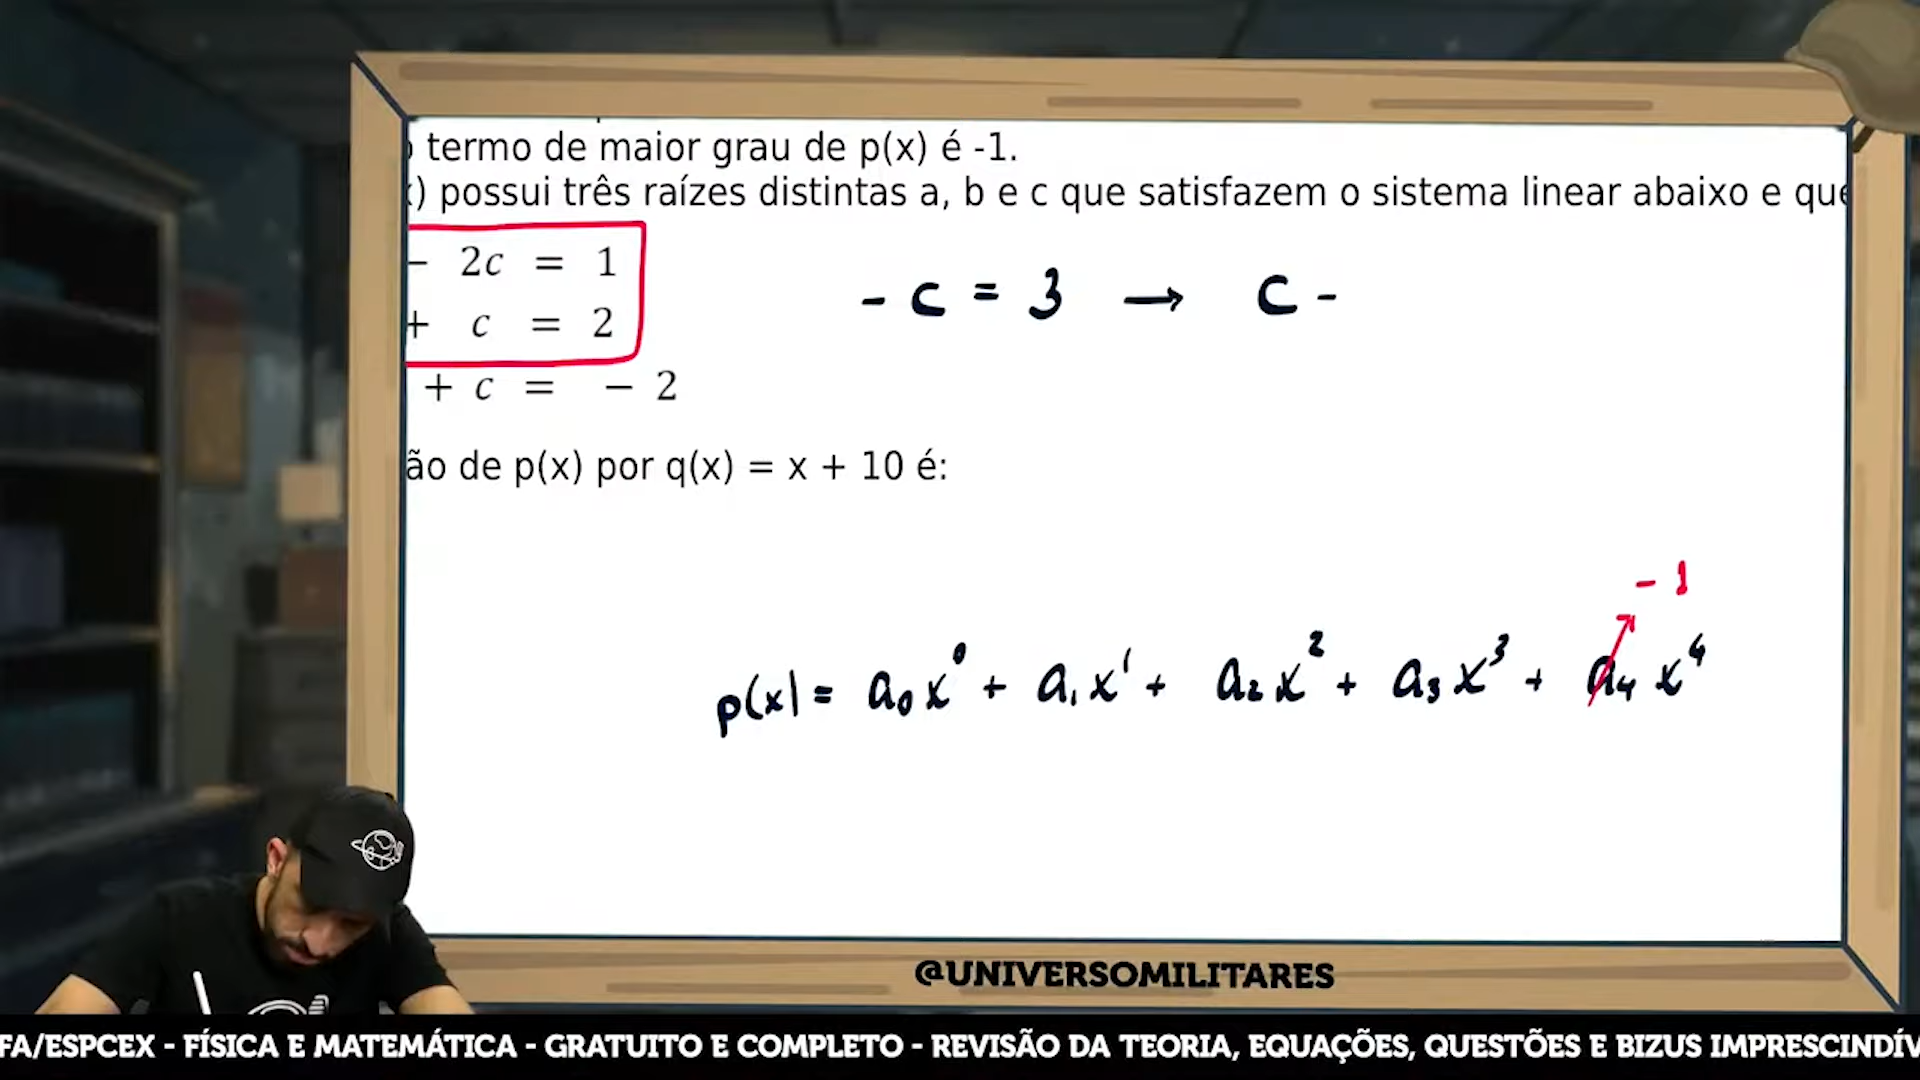 termo de maior grau de p(x) é -1.
) possui três raízes distintas a, b e c que satisfazem o sistema linear abaixo e que
− 2c = 1
+ c = 2
+ c = − 2
- c = 3 → c -
ão de p(x) por q(x) = x + 10 é:
- 1
p(x) = a₀x⁰ + a₁x¹ + a₂x² + a₃x³ + a₄x⁴
@UNIVERSOMILITARES
FA/ESPCEX - FÍSICA E MATEMÁTICA - GRATUITO E COMPLETO - REVISÃO DA TEORIA, EQUAÇÕES, QUESTÕES E BIZUS IMPRESCINDÍV